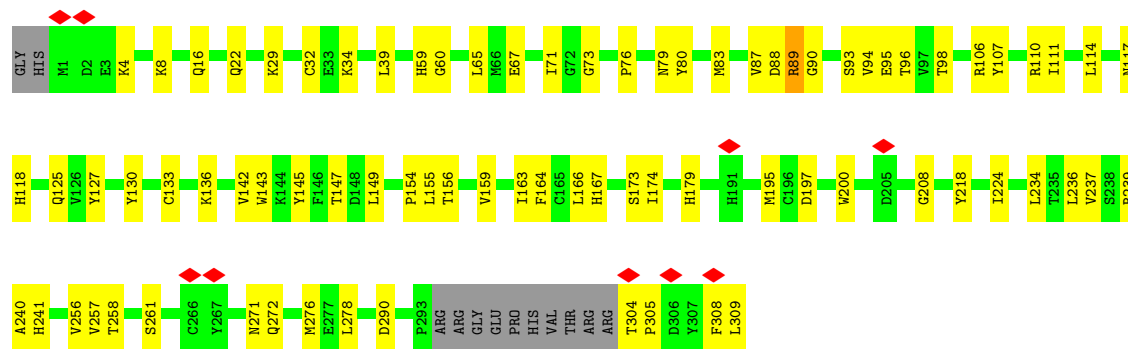 GLY HIS M1 D2 E3 K4 K8 Q16 Q22 K29 C32 E33 K34 L39 H59 G60 L65 M66 E67 I71 G72 G73 P76 N79 Y80 M83 V87 D88 R89 G90 S93 V94 E95 T96 V97 T98 R106 Y107 R110 I111 L114 N117
H118 Q125 V126 Y127 Y130 C133 K136 V142 W143 K144 Y145 F146 T147 D148 L149 P154 L155 T156 V159 I163 F164 C165 L166 H167 S173 I174 H179 H191 M195 C196 D197 W200 D205 G208 Y218 I224 L234 T235 L236 V237 S238 R239
A240 H241 V256 V257 T258 S261 C266 Y267 N271 Q272 M276 E277 L278 D290 P293 ARG ARG GLY GLU PRO HIS VAL THR ARG ARG T304 P305 D306 Y307 F308 L309